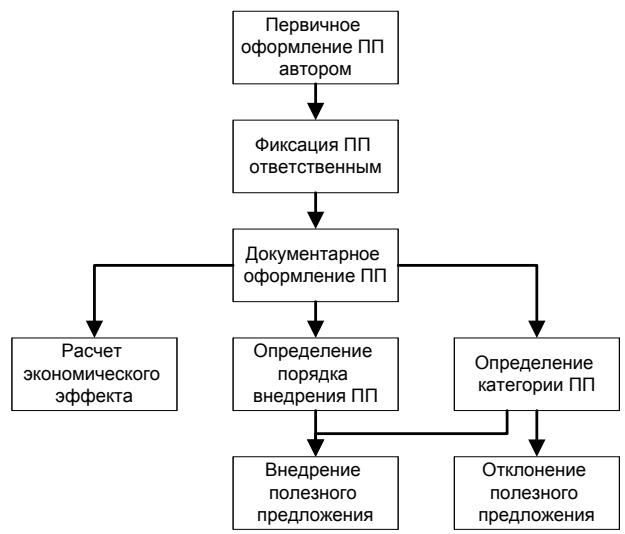 Первичное
оформление ПП
автором
Фиксация ПП
ответственным
Документарное
оформление ПП
Расчет
экономического
эффекта
Определение
порядка
внедрения ПП
Определение
категории ПП
Внедрение
полезного
предложения
Отклонение
полезного
предложения